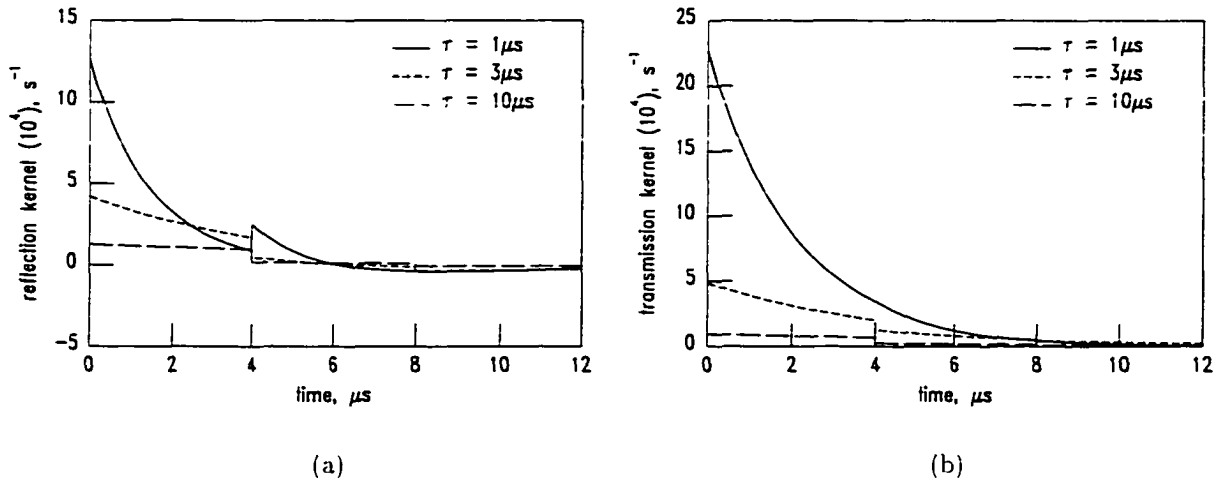 15
10
5
0
-5
reflection kernel (10⁴), s⁻¹
τ = 1μs
τ = 3μs
τ = 10μs
0 2 4 6 8 10 12
time, μs
(a)
25
20
15
10
5
0
transmission kernel (10⁴), s⁻¹
τ = 1μs
τ = 3μs
τ = 10μs
0 2 4 6 8 10 12
time, μs
(b)